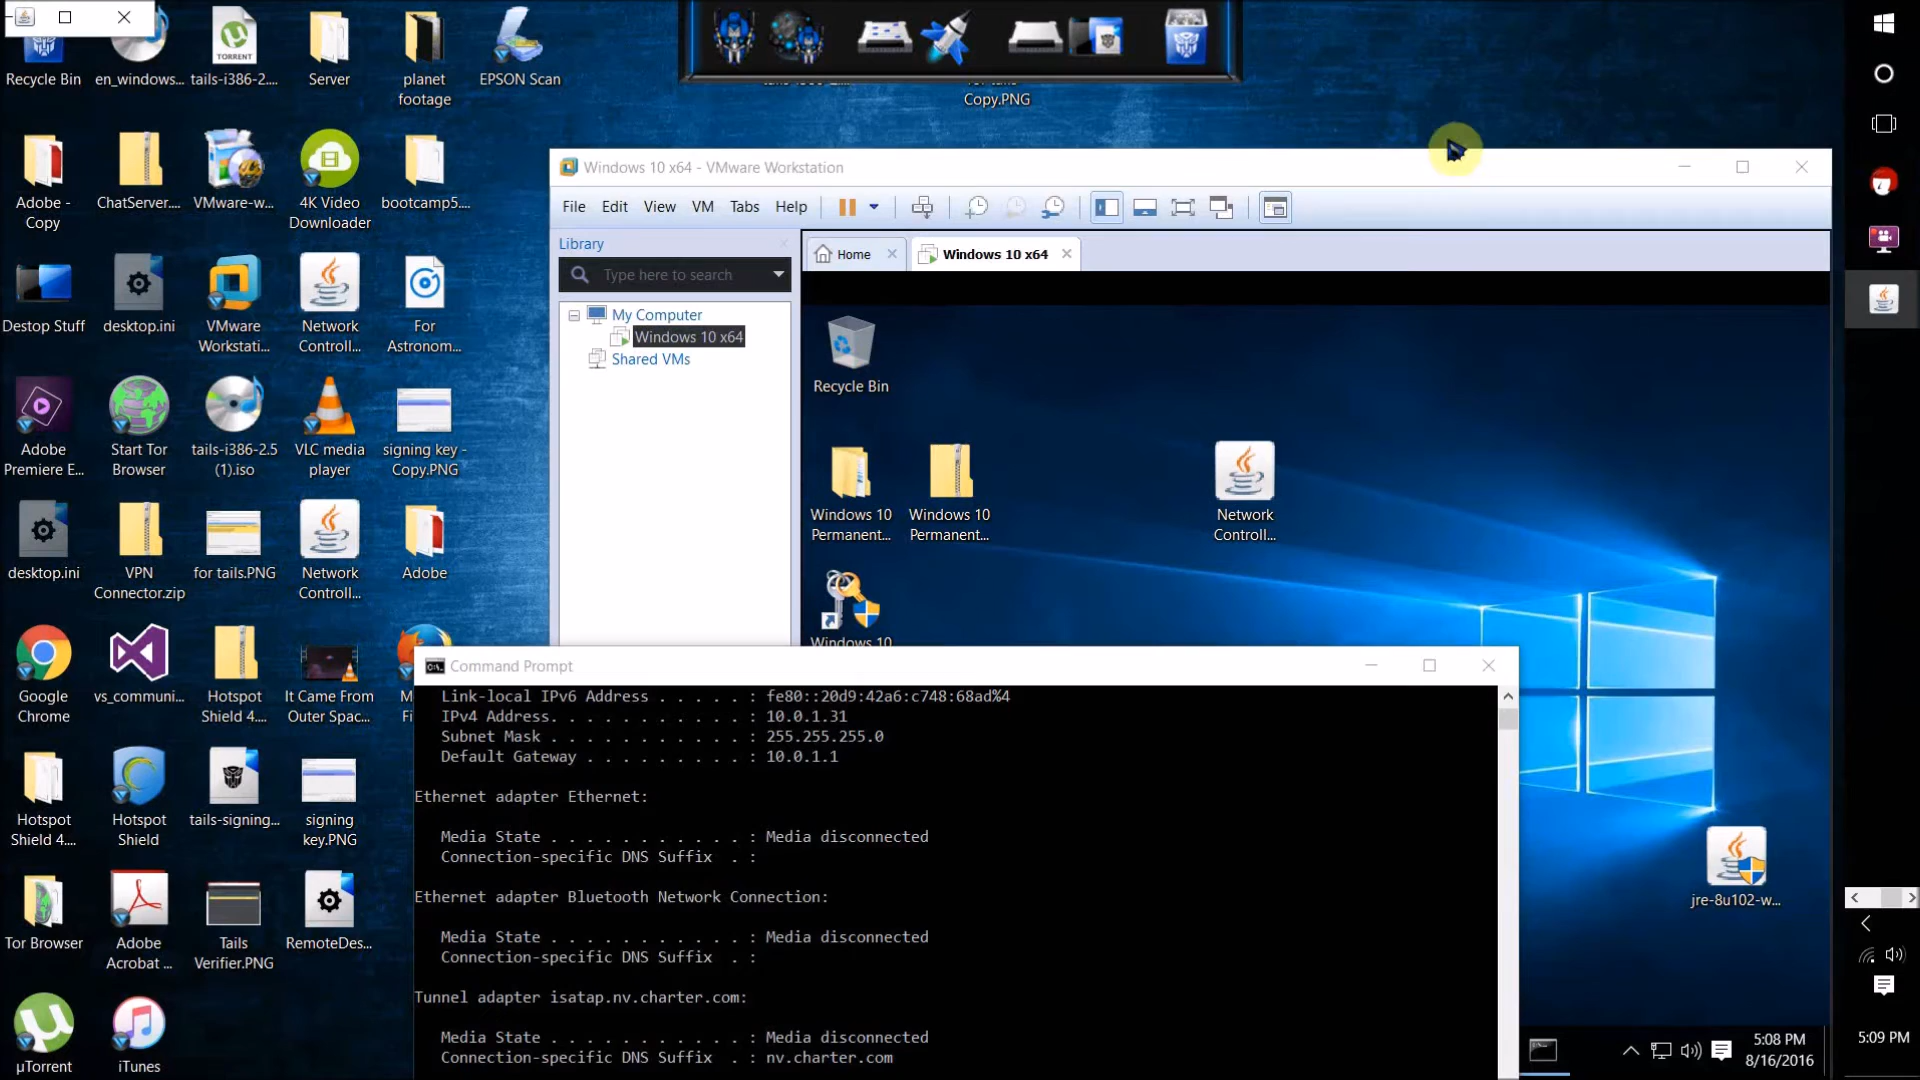 Recycle Bin
en_windows...
tails-i386-2....
TORRENT
Server
planet
footage
EPSON Scan
Copy.PNG
Adobe -
Copy
ChatServer....
VMware-w...
4K Video
Downloader
bootcamp5....
Destop Stuff
desktop.ini
VMware
Workstati...
Network
Controll...
For
Astronom...
Adobe
Premiere E...
Start Tor
Browser
tails-i386-2.5
(1).iso
VLC media
player
signing key -
Copy.PNG
desktop.ini
VPN
Connector.zip
for tails.PNG
Network
Controll...
Adobe
Google
Chrome
vs_communi...
Hotspot
Shield 4....
It Came From
Outer Spac...
Hotspot
Shield 4....
Hotspot
Shield
tails-signing...
signing
key.PNG
Tor Browser
Adobe
Acrobat ...
Tails
Verifier.PNG
RemoteDes...
µTorrent
iTunes
Windows 10 x64 - VMware Workstation
File Edit View VM Tabs Help
Library
Type here to search
My Computer
Windows 10 x64
Shared VMs
Home
Windows 10 x64
Recycle Bin
Windows 10
Permanent...
Windows 10
Permanent...
Network
Controll...
Windows 10
jre-8u102-w...
Command Prompt
Link-local IPv6 Address . . . . . : fe80::20d9:42a6:c748:68ad%4
IPv4 Address. . . . . . . . . . . : 10.0.1.31
Subnet Mask . . . . . . . . . . . : 255.255.255.0
Default Gateway . . . . . . . . . : 10.0.1.1
Ethernet adapter Ethernet:
Media State . . . . . . . . . . . : Media disconnected
Connection-specific DNS Suffix  . :
Ethernet adapter Bluetooth Network Connection:
Media State . . . . . . . . . . . : Media disconnected
Connection-specific DNS Suffix  . :
Tunnel adapter isatap.nv.charter.com:
Media State . . . . . . . . . . . : Media disconnected
Connection-specific DNS Suffix  . : nv.charter.com
5:08 PM
8/16/2016
5:09 PM